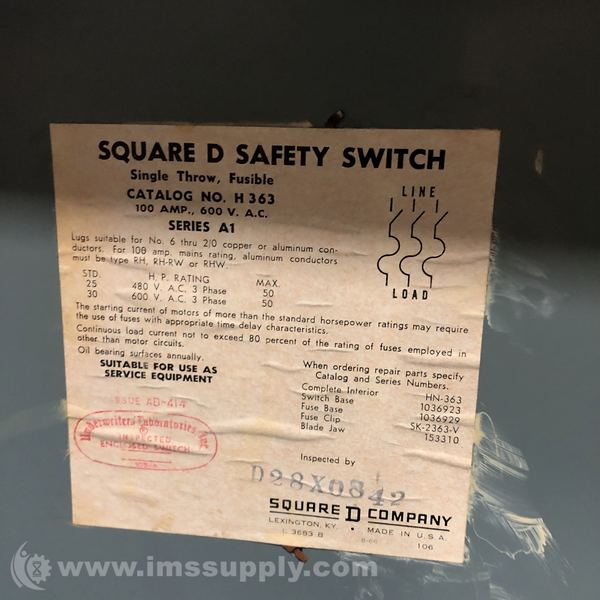 SQUARE D SAFETY SWITCH
Single Throw, Fusible
CATALOG NO. H 363
100 AMP., 600 V. A.C.
SERIES A1
LINE
LOAD
Lugs suitable for No. 6 thru 2/0 copper or aluminum con-
ductors. For 100 amp. mains rating, aluminum conductors
must be type RH, RH-RW or RHW.
STD. H. P. RATING MAX.
25 480 V. A.C. 3 Phase 50
30 600 V. A.C. 3 Phase 50
The starting current of motors of more than the standard horsepower ratings may require
the use of fuses with appropriate time delay characteristics.
Continuous load current not to exceed 80 percent of the rating of fuses employed in
other than motor circuits.
Oil bearing surfaces annually.
SUITABLE FOR USE AS
SERVICE EQUIPMENT
When ordering repair parts specify
Catalog and Series Numbers.
Complete Interior HN-363
Switch Base 1036923
Fuse Base 1036929
Fuse Clip SK-2363-V
Blade Jaw 153310
ISSUE AD-414
Underwriters Laboratories, Inc.
INSPECTED
ENCLOSED SWITCH
Inspected by
D28X0842
SQUARE D COMPANY
LEXINGTON, KY. • MADE IN U.S.A.
3683 B 106
www.imssupply.com